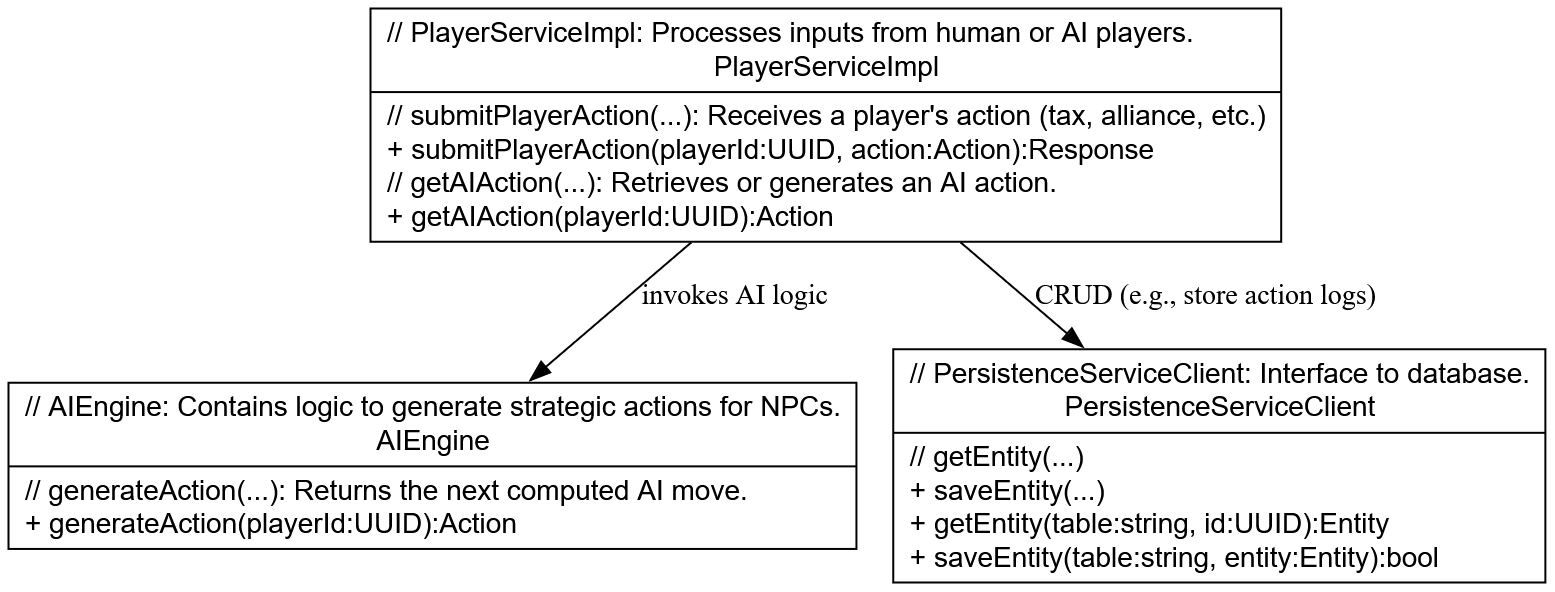 // PlayerServiceImpl: Processes inputs from human or AI players.
PlayerServiceImpl
// submitPlayerAction(...): Receives a player's action (tax, alliance, etc.)
+ submitPlayerAction(playerId:UUID, action:Action):Response
// getAIAction(...): Retrieves or generates an AI action.
+ getAIAction(playerId:UUID):Action
invokes AI logic
CRUD (e.g., store action logs)
// AIEngine: Contains logic to generate strategic actions for NPCs.
AIEngine
// generateAction(...): Returns the next computed AI move.
+ generateAction(playerId:UUID):Action
// PersistenceServiceClient: Interface to database.
PersistenceServiceClient
// getEntity(...)
+ saveEntity(...)
+ getEntity(table:string, id:UUID):Entity
+ saveEntity(table:string, entity:Entity):bool